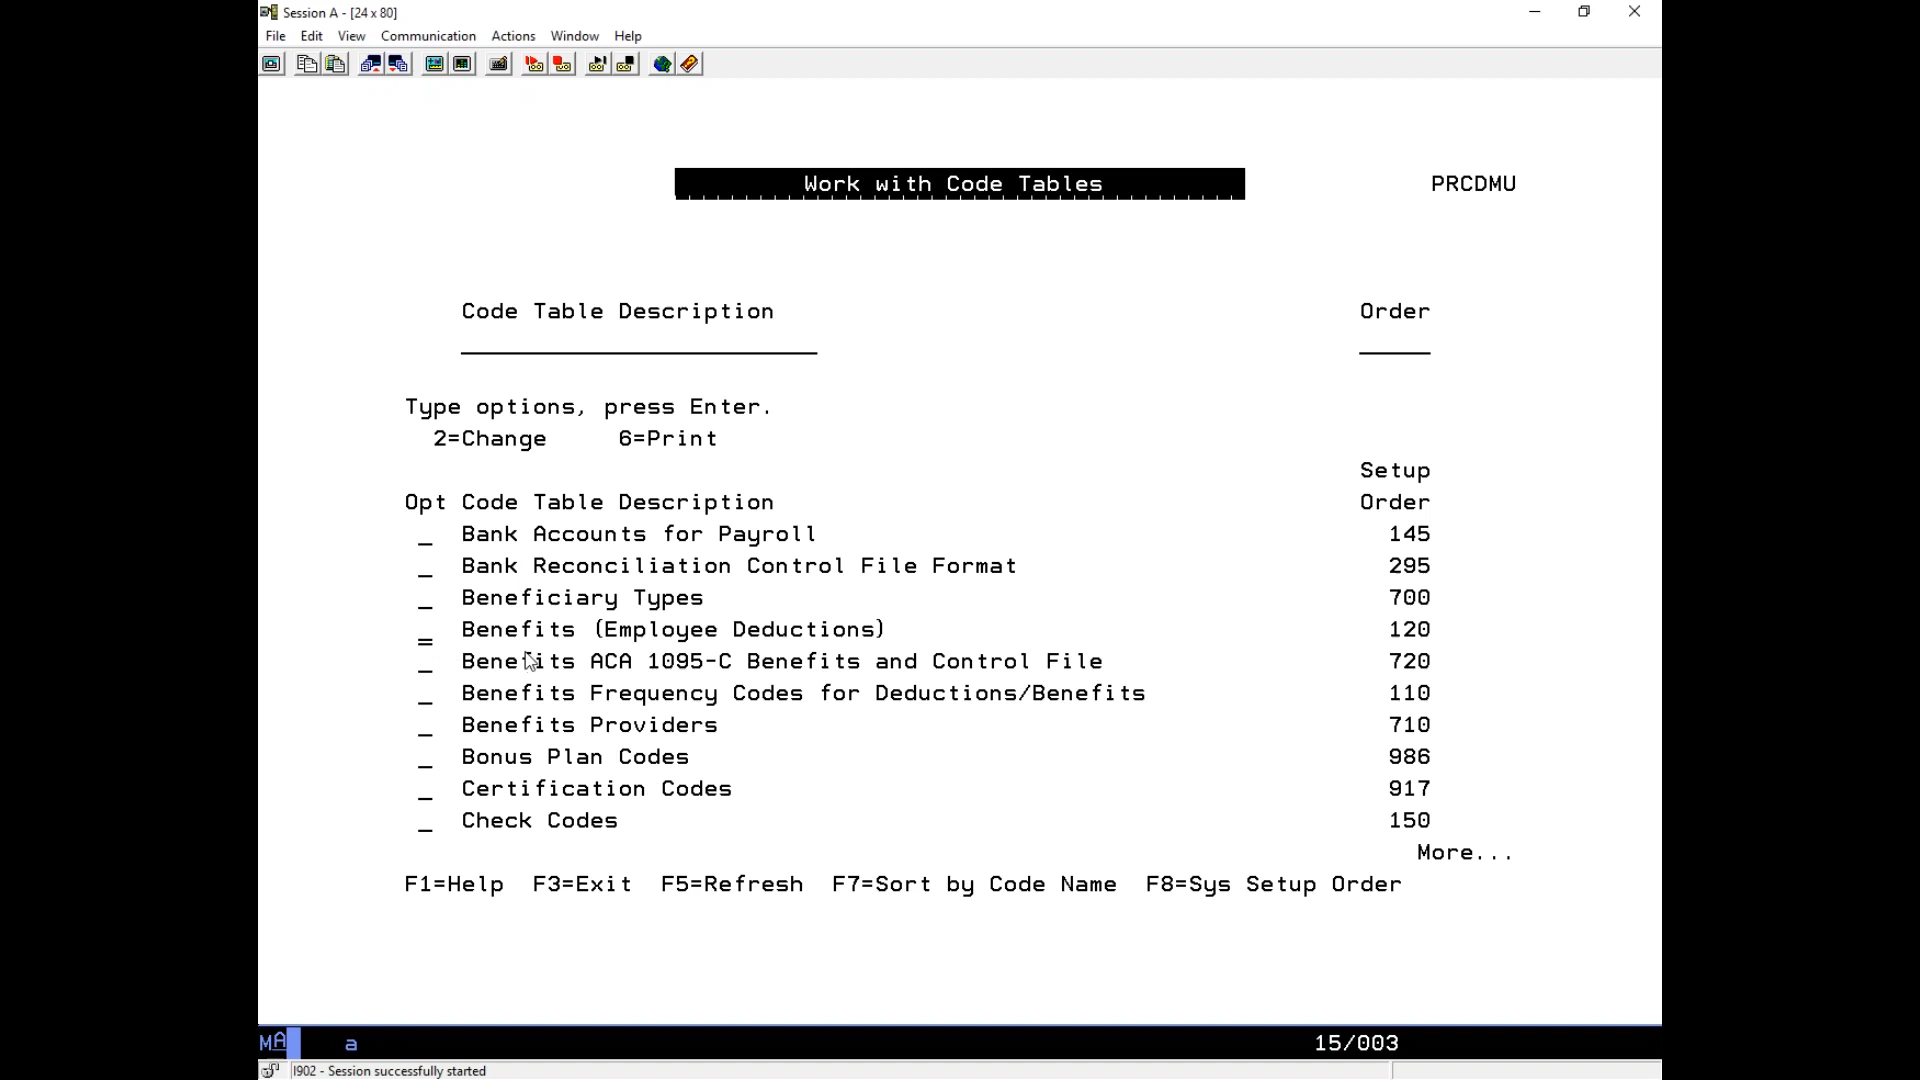 Session A - [24 x 80]
File Edit View Communication Actions Window Help
Work with Code Tables PRCDMU
Code Table Description Order
Type options, press Enter.
2=Change 6=Print
Setup
Opt Code Table Description Order
_ Bank Accounts for Payroll 145
_ Bank Reconciliation Control File Format 295
_ Beneficiary Types 700
_ Benefits (Employee Deductions) 120
_ Benefits ACA 1095-C Benefits and Control File 720
_ Benefits Frequency Codes for Deductions/Benefits 110
_ Benefits Providers 710
_ Bonus Plan Codes 986
_ Certification Codes 917
_ Check Codes 150
More...
F1=Help F3=Exit F5=Refresh F7=Sort by Code Name F8=Sys Setup Order
MA a 15/003
I902 - Session successfully started